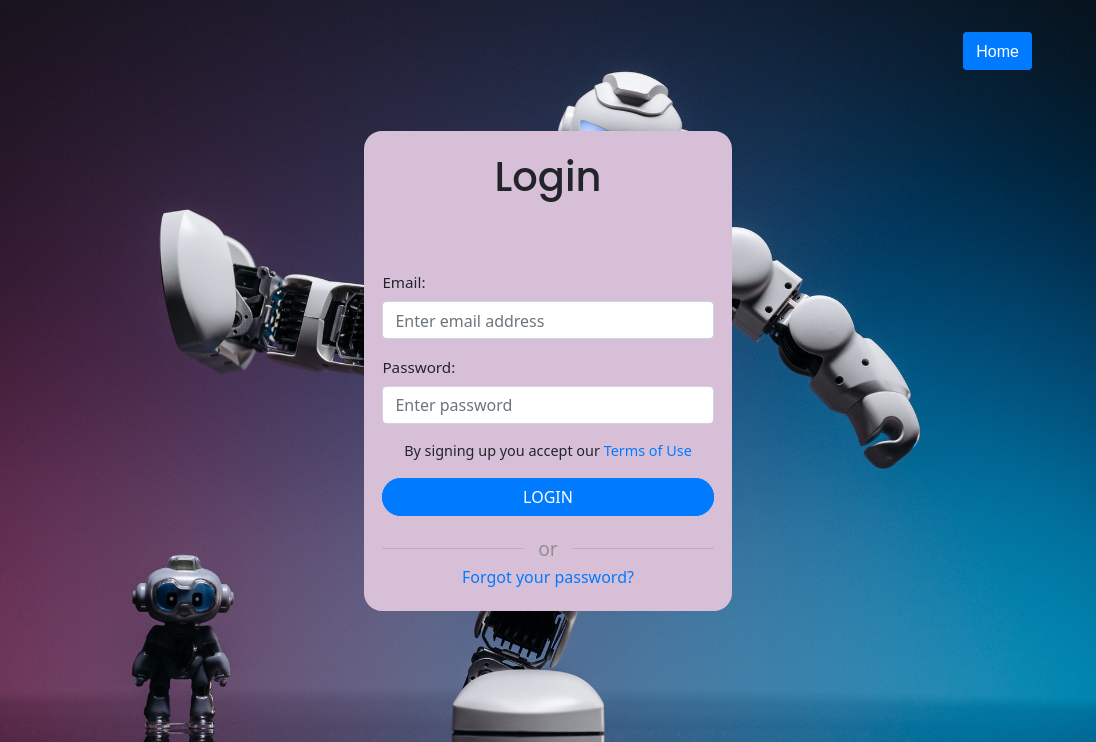 Home
Login
Email:
Enter email address
Password:
Enter password
By signing up you accept our Terms of Use
LOGIN
or
Forgot your password?